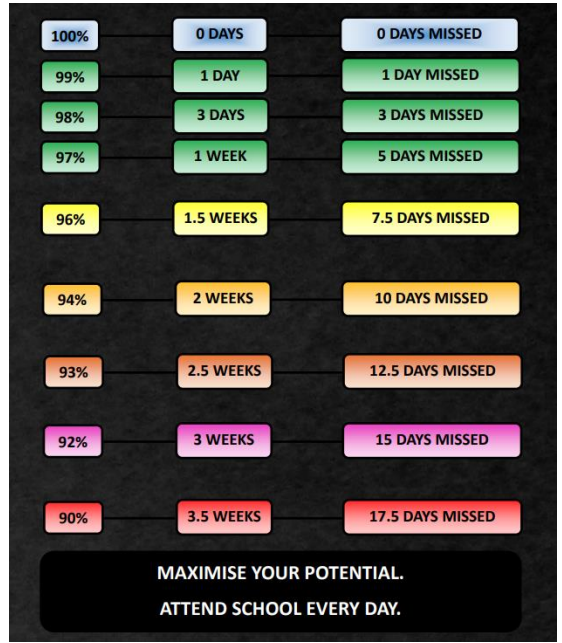 100% 0 DAYS 0 DAYS MISSED
99% 1 DAY 1 DAY MISSED
98% 3 DAYS 3 DAYS MISSED
97% 1 WEEK 5 DAYS MISSED
96% 1.5 WEEKS 7.5 DAYS MISSED
94% 2 WEEKS 10 DAYS MISSED
93% 2.5 WEEKS 12.5 DAYS MISSED
92% 3 WEEKS 15 DAYS MISSED
90% 3.5 WEEKS 17.5 DAYS MISSED
MAXIMISE YOUR POTENTIAL.
ATTEND SCHOOL EVERY DAY.